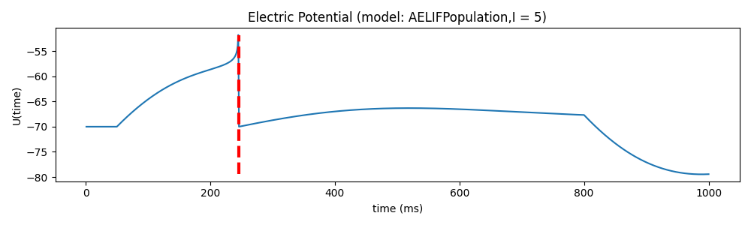 Electric Potential (model: AELIFPopulation,I = 5)
U(time)
−55
−60
−65
−70
−75
−80
0 200 400 600 800 1000
time (ms)